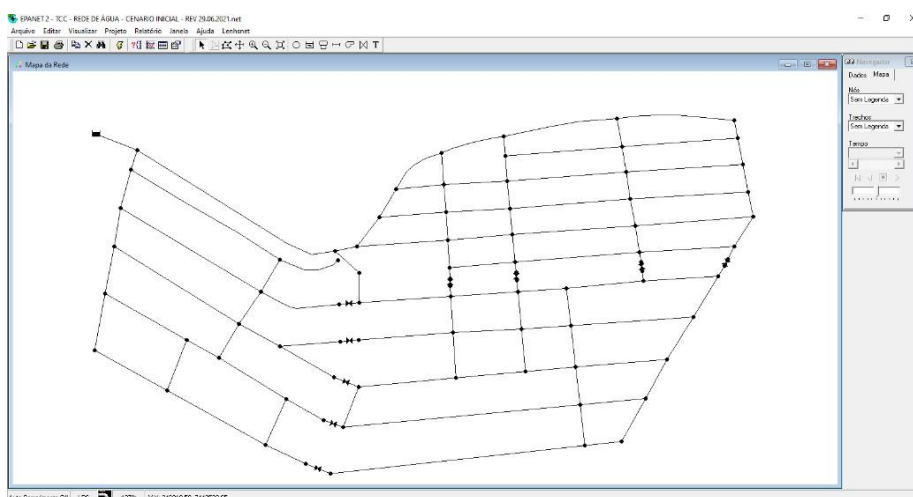 EPANET 2 - TCC - REDE DE ÁGUA - CENARIO INICIAL - REV 29.06.2021.net
Arquivo Editar Visualizar Projeto Relatório Janela Ajuda Lenhsnet
Mapa da Rede
Navegador
Dados Mapa
Nós
Sem Legenda
Trechos
Sem Legenda
Tempo